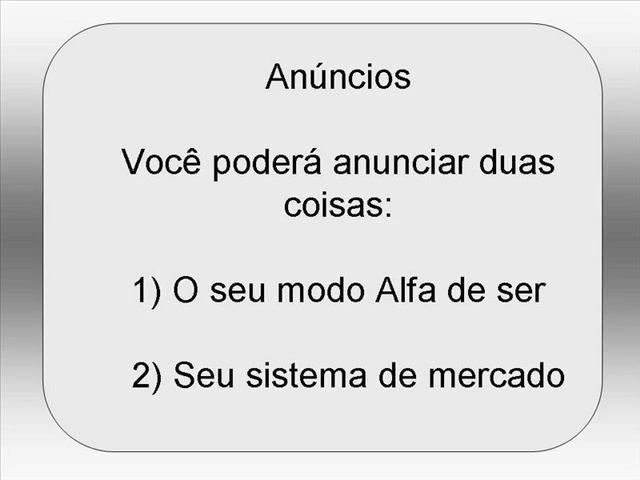 Anúncios
Você poderá anunciar duas
coisas:
1) O seu modo Alfa de ser
2) Seu sistema de mercado